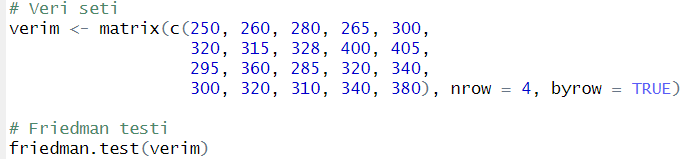 # Veri seti
verim <- matrix(c(250, 260, 280, 265, 300,
320, 315, 328, 400, 405,
295, 360, 285, 320, 340,
300, 320, 310, 340, 380), nrow = 4, byrow = TRUE)
# Friedman testi
friedman.test(verim)